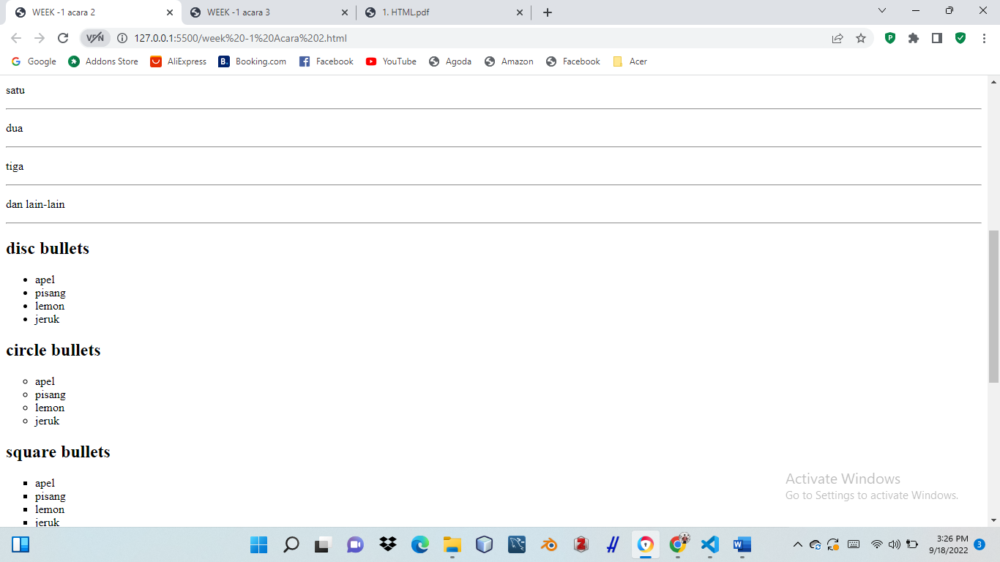 WEEK -1 acara 2
WEEK -1 acara 3
1. HTML.pdf
VPN
127.0.0.1:5500/week%20-1%20Acara%202.html
Google
Addons Store
AliExpress
B.
Booking.com
Facebook
YouTube
Agoda
Amazon
Facebook
Acer
satu
dua
tiga
dan lain-lain
disc bullets
apel
pisang
lemon
jeruk
circle bullets
apel
pisang
lemon
jeruk
square bullets
apel
pisang
lemon
jeruk
Activate Windows
Go to Settings to activate Windows.
3:26 PM
9/18/2022
3